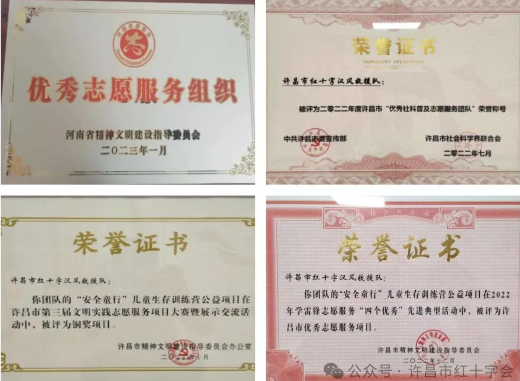 优秀志愿服务组织
河南省精神文明建设指导委员会
二〇二三年一月
荣誉证书
许昌市红十字汉风救援队:
被评为二〇二二年度许昌市“优秀社科普及志愿服务团队”荣誉称号
中共许昌市委宣传部
许昌市社会科学界联合会
二〇二二年七月
荣誉证书
许昌市红十字汉风救援队:
你团队的“安全童行”儿童生存训练营公益项目在
许昌市第三届文明实践志愿服务项目大赛暨展示交流活
动中,被评为铜奖项目。
许昌市精神文明建设指导委员会办公室
荣誉证书
许昌市红十字汉风救援队:
你团队的“安全童行”儿童生存训练营公益项目在2022
年学雷锋志愿服务“四个优秀”先进典型活动中,被评为许
昌市优秀志愿服务项目。
许昌市精神文明建设指导委员会
公众号·许昌市红十字会